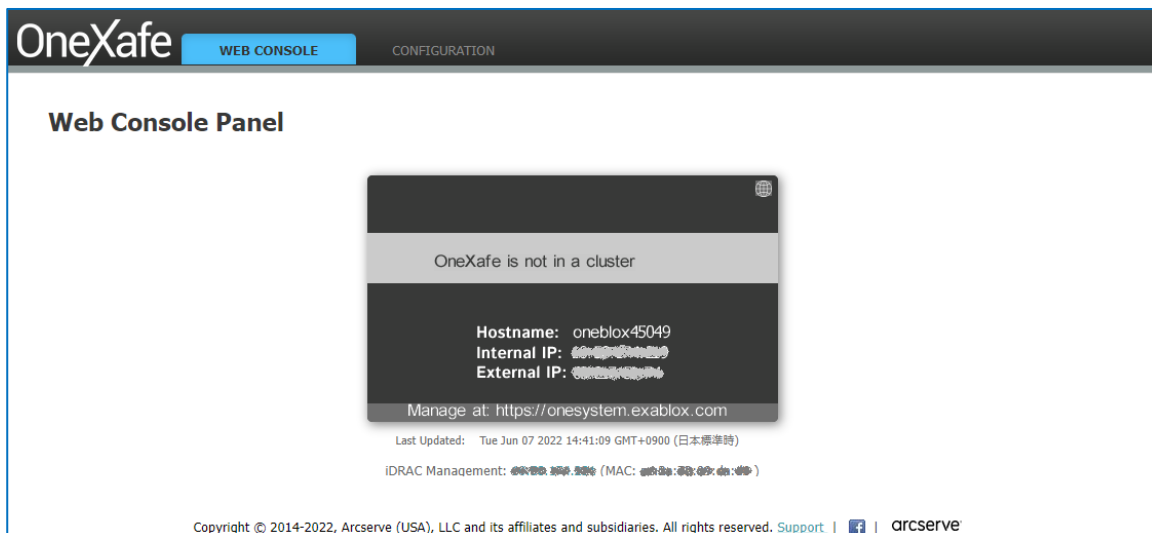 OneXafe WEB CONSOLE CONFIGURATION
Web Console Panel
OneXafe is not in a cluster
Hostname: oneblox45049
Internal IP:
External IP:
Manage at: https://onesystem.exablox.com
Last Updated: Tue Jun 07 2022 14:41:09 GMT+0900 (日本標準時)
iDRAC Management: (MAC: )
Copyright © 2014-2022, Arcserve (USA), LLC and its affiliates and subsidiaries. All rights reserved. Support | f | arcserve